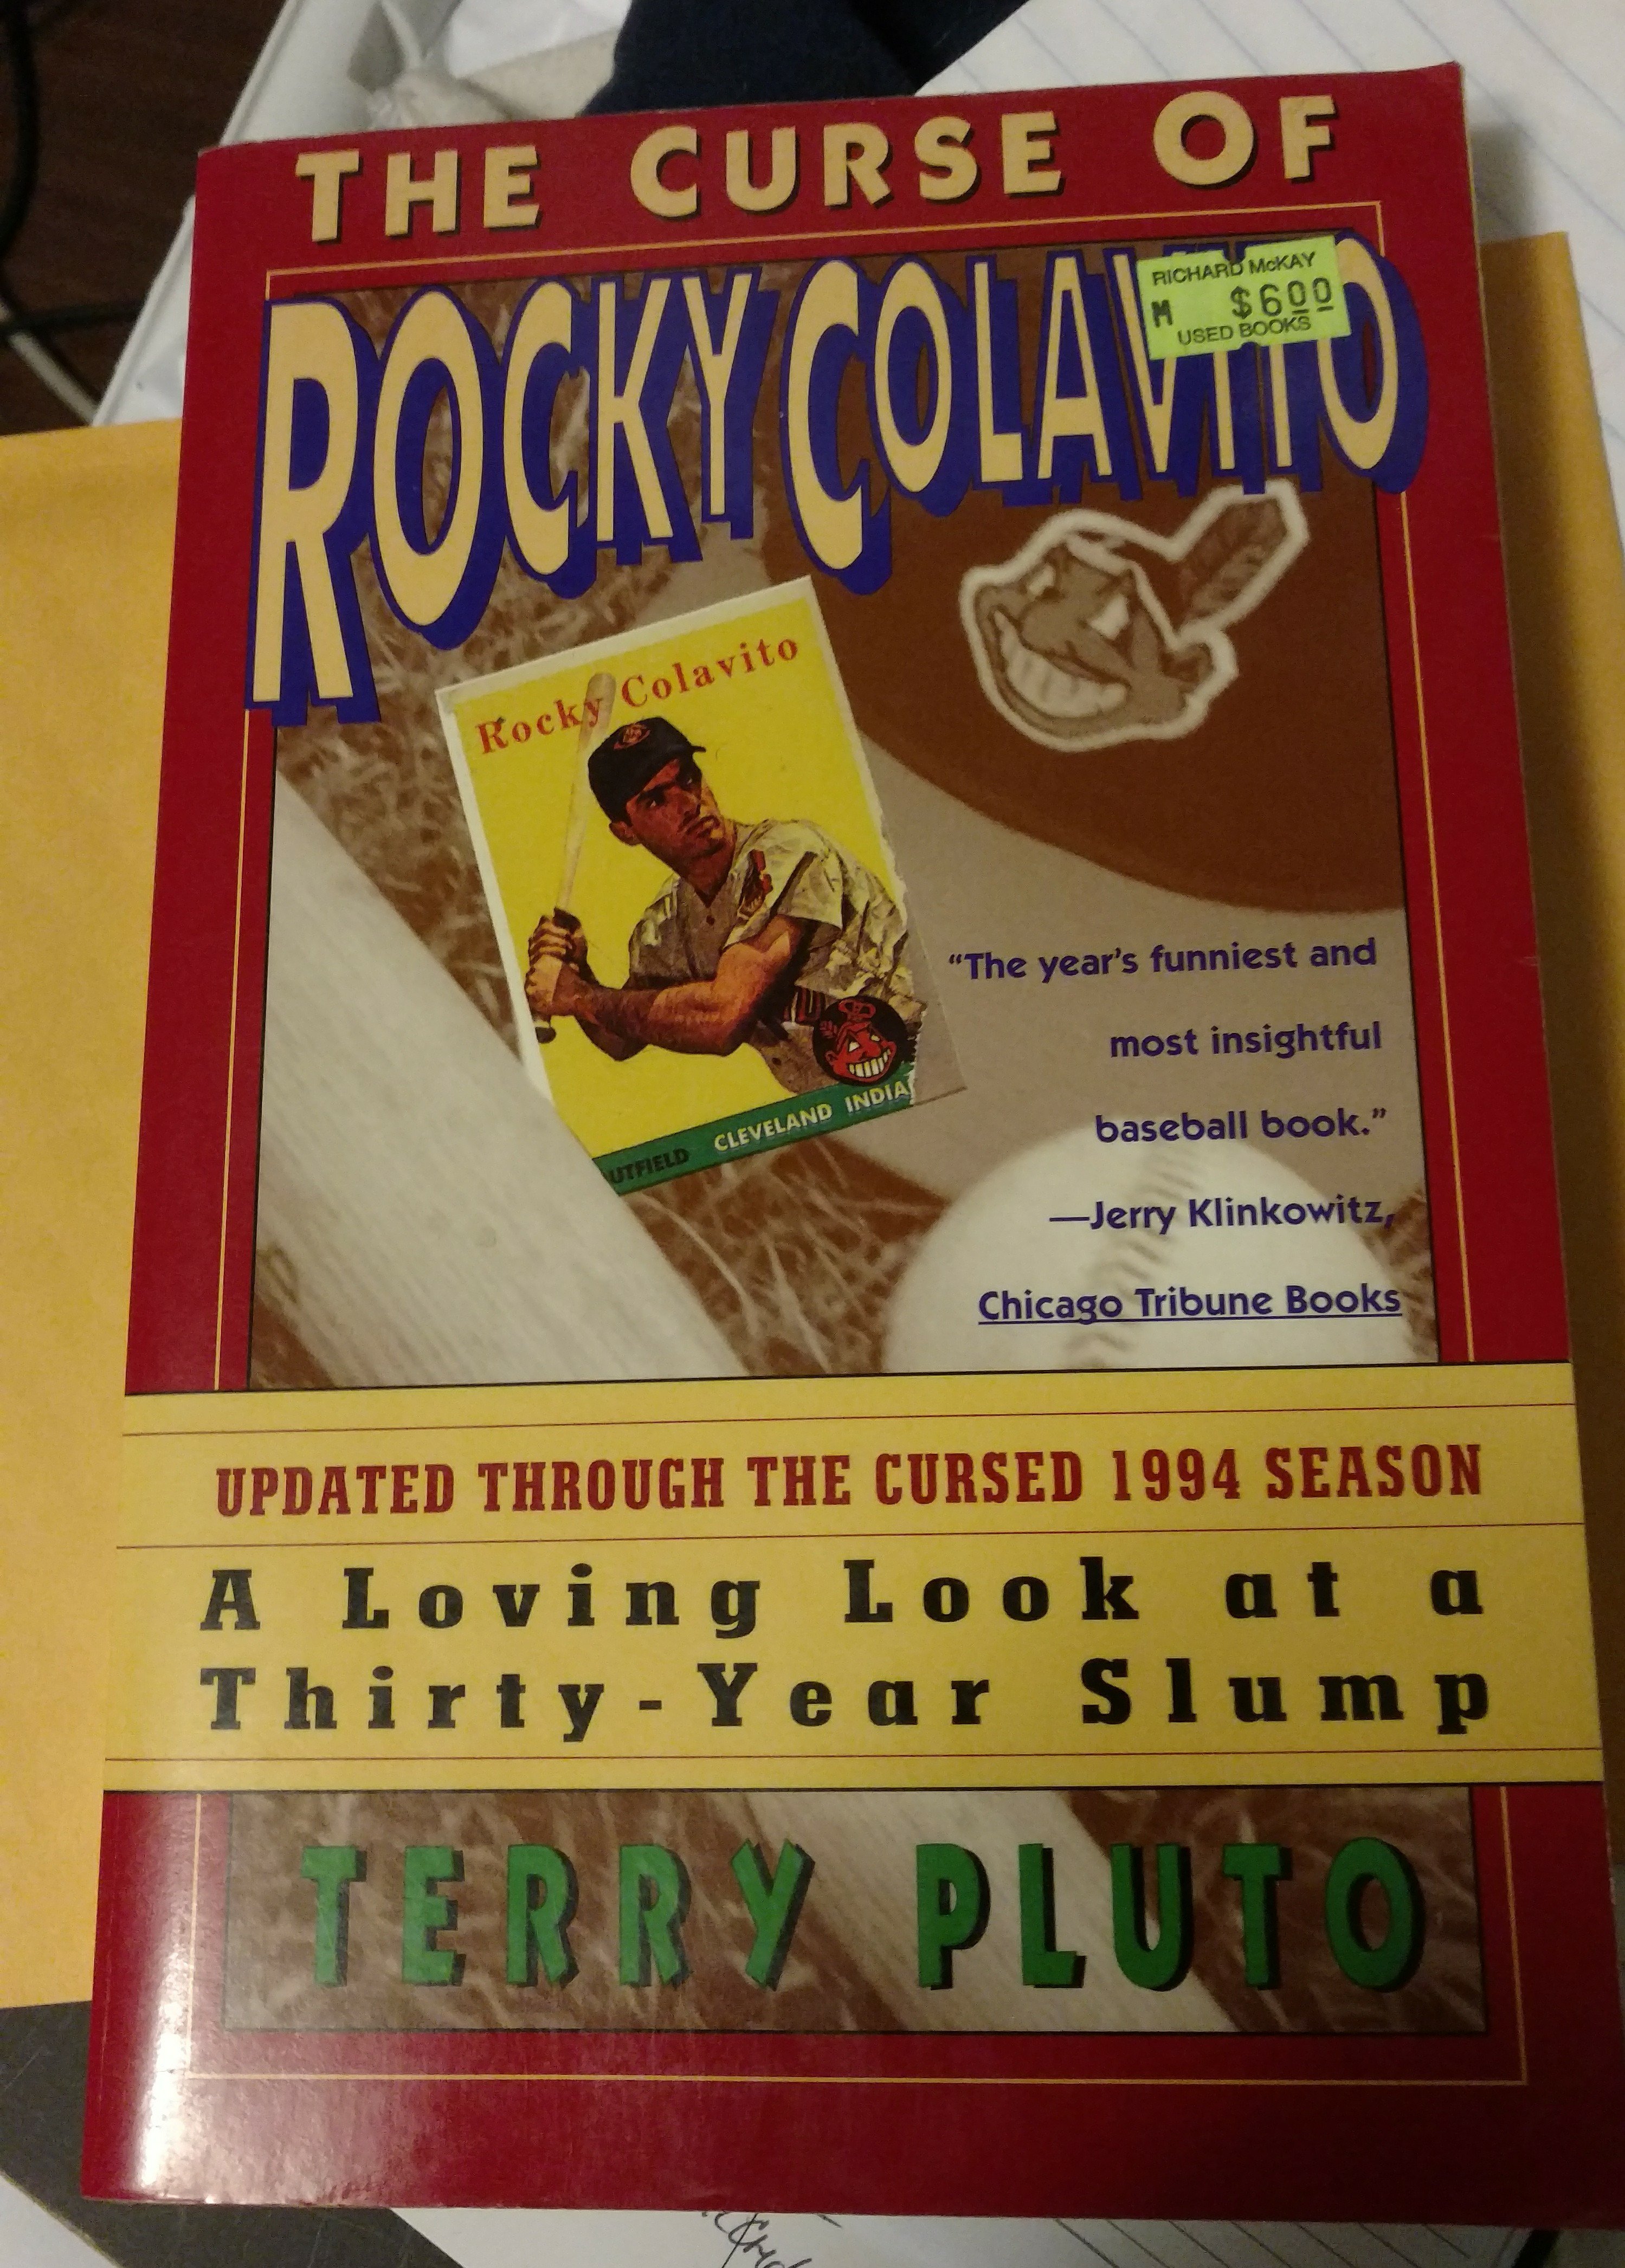 THE CURSE OF
ROCKY COLAVITO
RICHARD McKAY
M $6.00
USED BOOKS
Rocky Colavito
UTFIELD CLEVELAND INDIA
“The year's funniest and
most insightful
baseball book.”
—Jerry Klinkowitz,
Chicago Tribune Books
UPDATED THROUGH THE CURSED 1994 SEASON
A Loving Look at a
Thirty-Year Slump
TERRY PLUTO